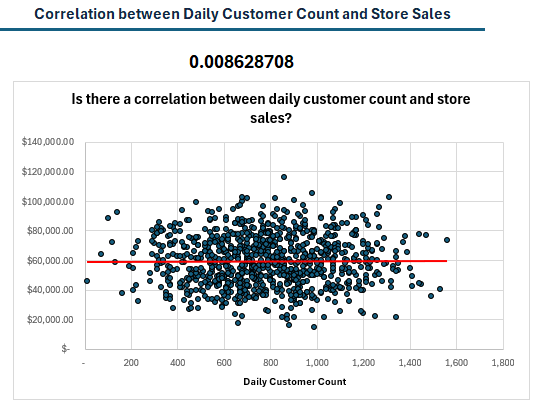 Correlation between Daily Customer Count and Store Sales
0.008628708
Is there a correlation between daily customer count and store
sales?
$140,000.00
$120,000.00
$100,000.00
$80,000.00
$60,000.00
$40,000.00
$20,000.00
$-
- 200 400 600 800 1,000 1,200 1,400 1,600 1,800
Daily Customer Count